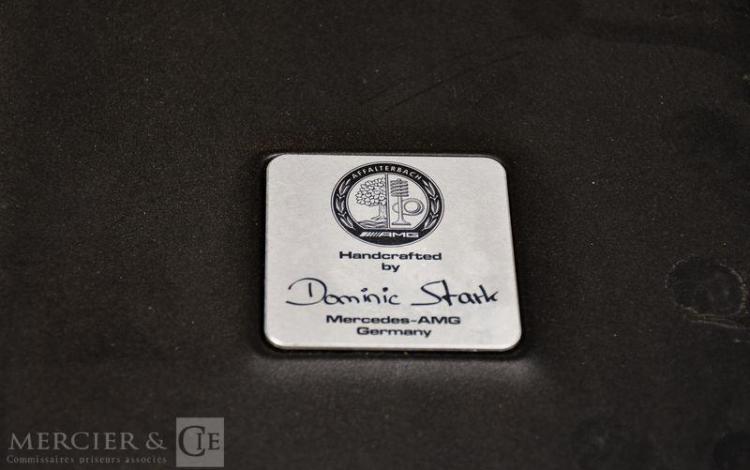 AFFALTERBACH
AMG
Handcrafted
by
Dominic Stark
Mercedes-AMG
Germany
MERCIER & CIE
Commissaires priseurs associés